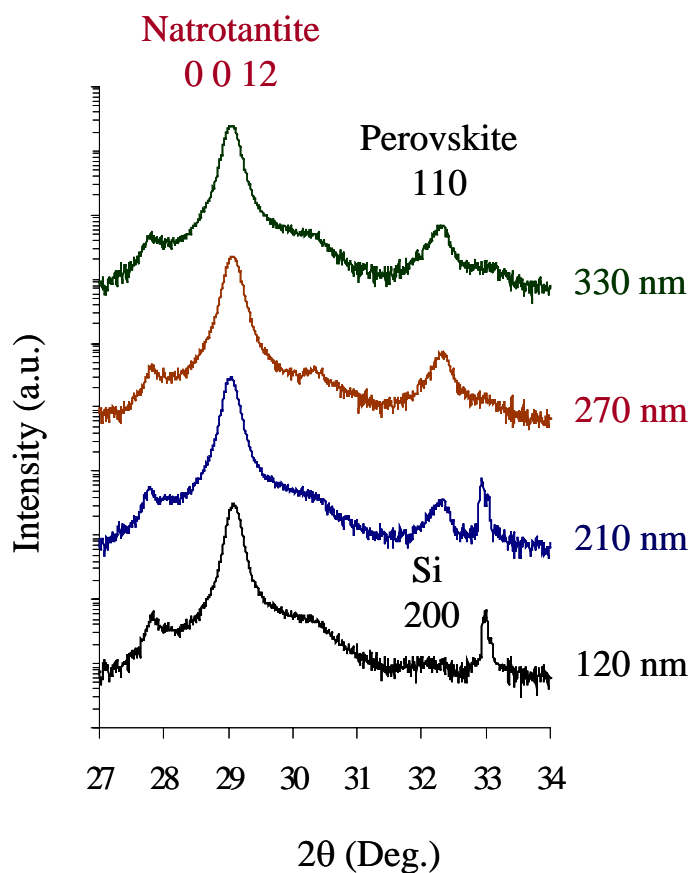 Natrotantite
0 0 12
Perovskite
110
330 nm
270 nm
210 nm
Si
200
120 nm
Intensity (a.u.)
27 28 29 30 31 32 33 34
2θ (Deg.)